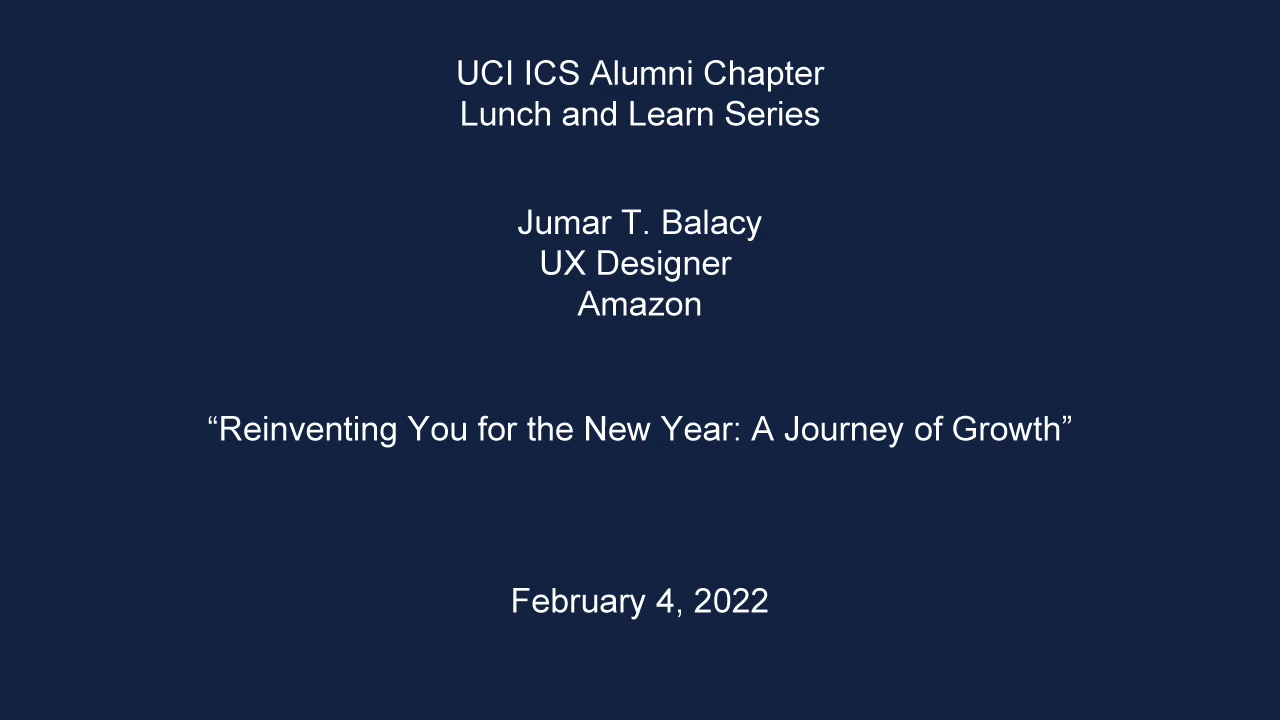 UCI ICS Alumni Chapter
Lunch and Learn Series
Jumar T. Balacy
UX Designer
Amazon
“Reinventing You for the New Year: A Journey of Growth”
February 4, 2022